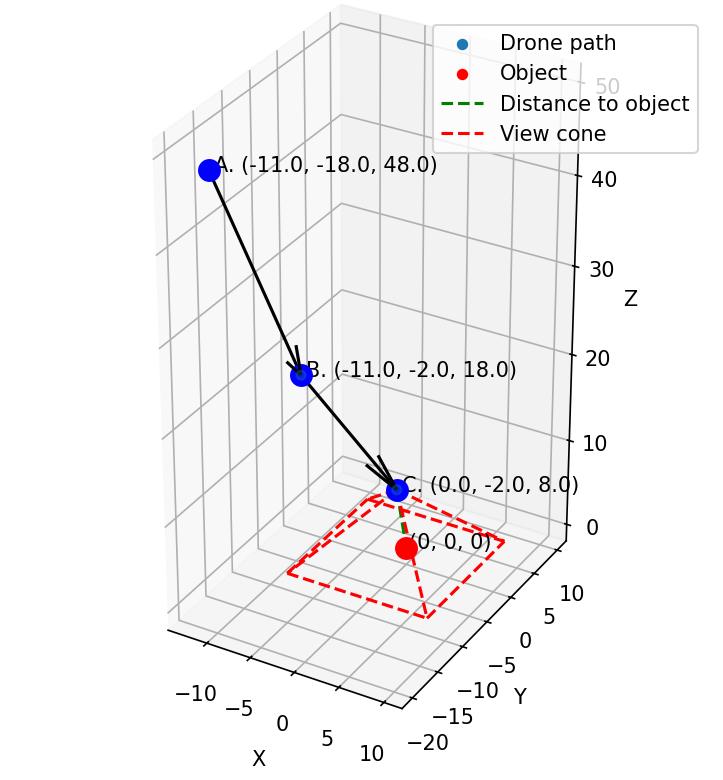 Drone path
Object
Distance to object
View cone
50
A. (-11.0, -18.0, 48.0)
40
30
Z
B. (-11.0, -2.0, 18.0)
20
10
C. (0.0, -2.0, 8.0)
0
(0, 0, 0)
10
5
0
−5
−10
Y
−15
−20
−10
−5
0
5
10
X